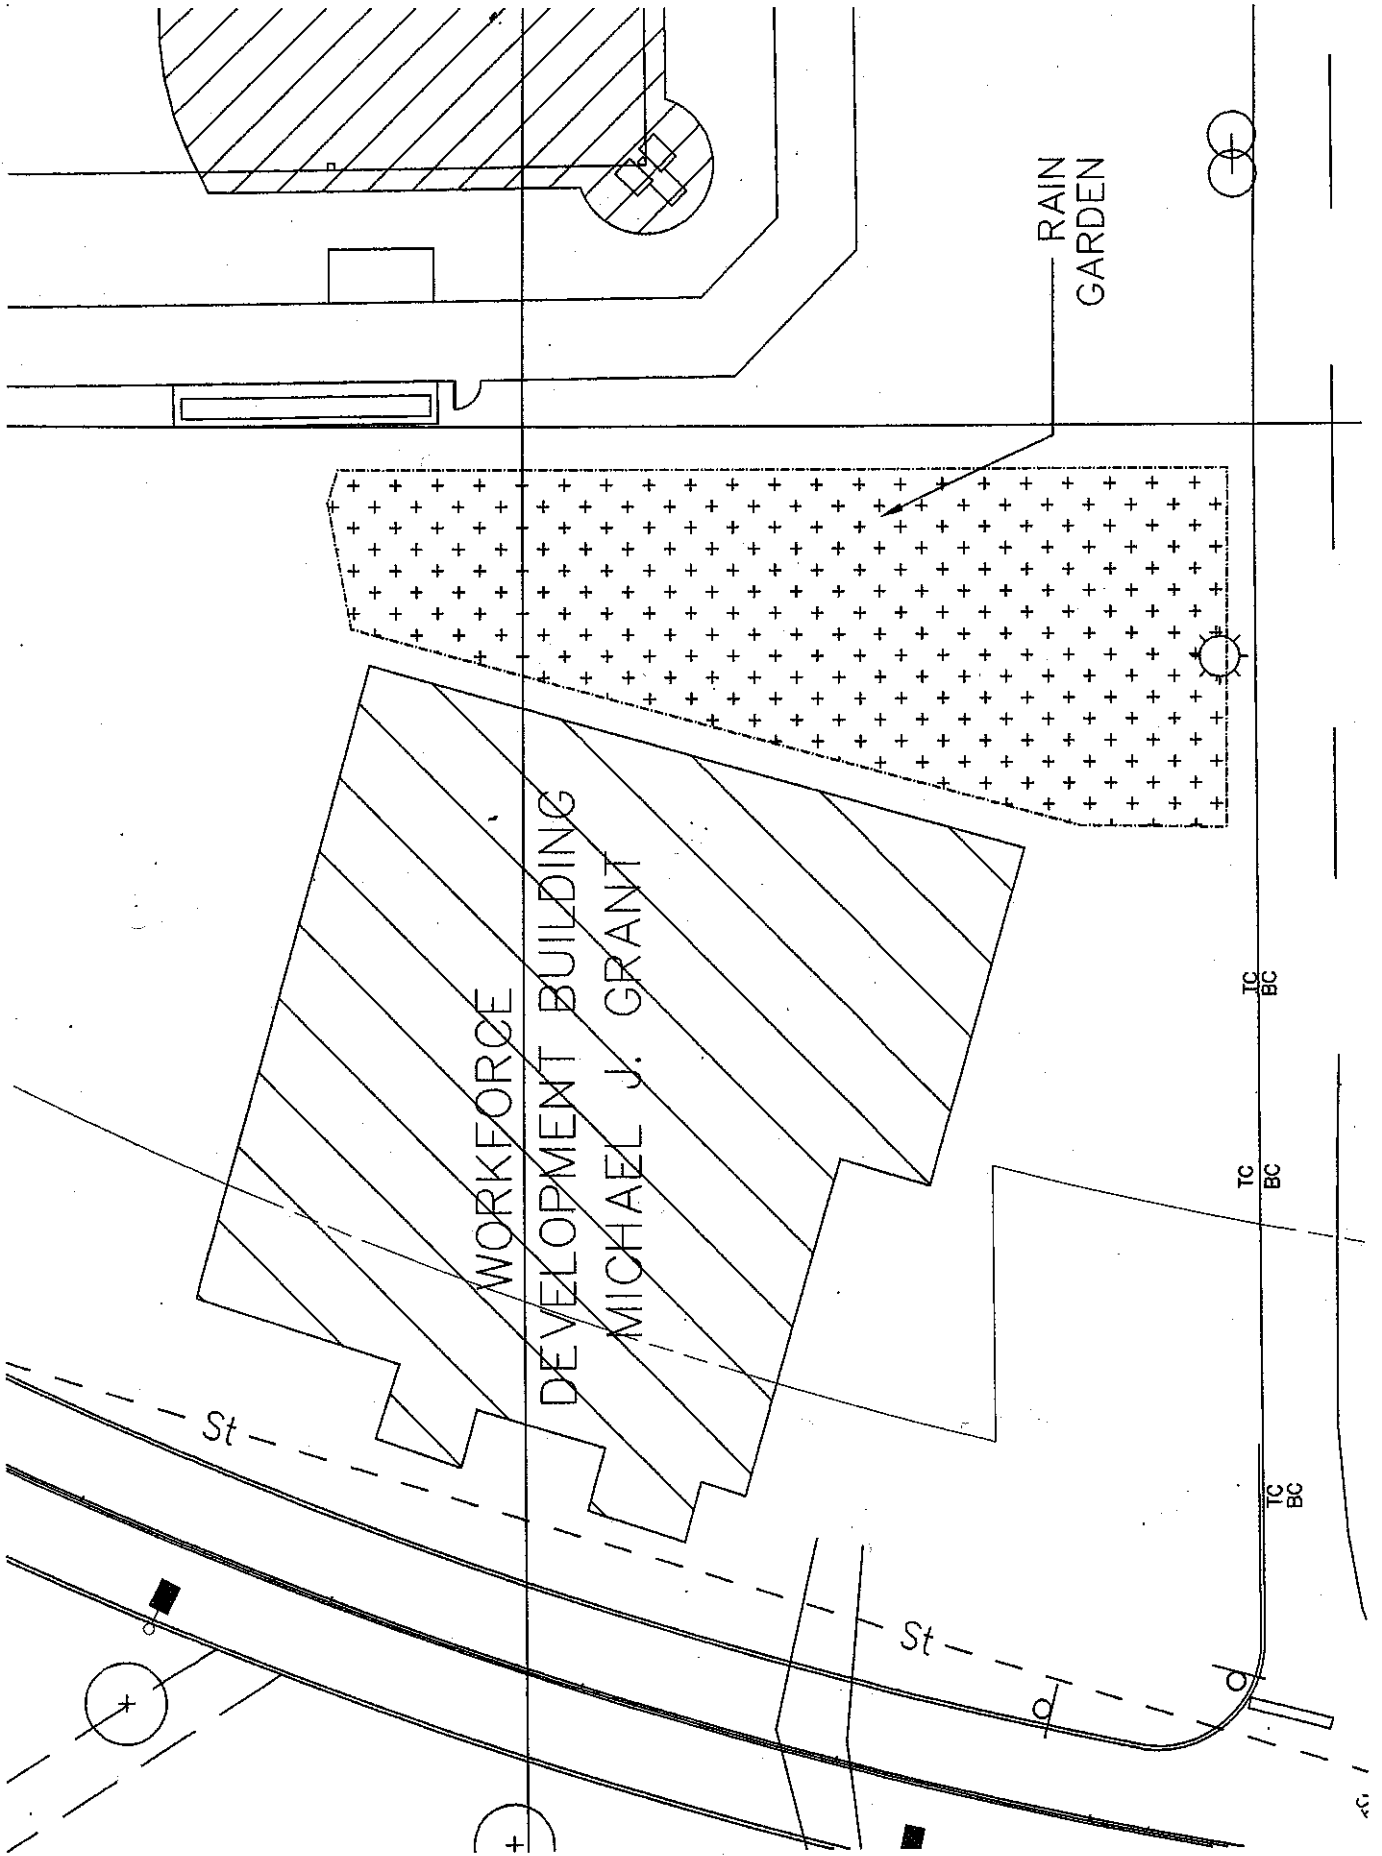 RAIN
GARDEN
WORKFORCE
DEVELOPMENT BUILDING
MICHAEL J. GRANT
TC
BC
TC
BC
TC
BC
St
St